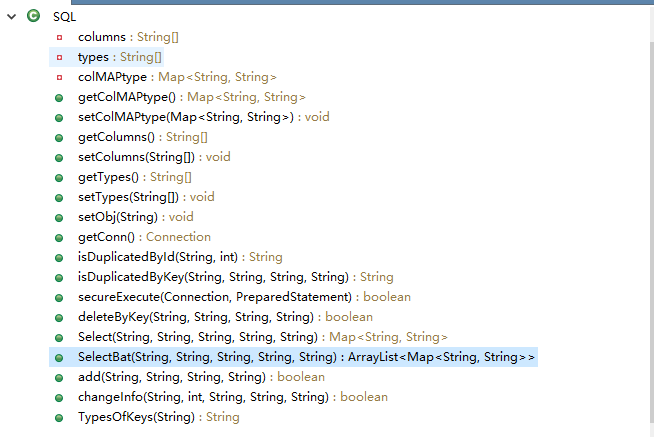 SQL
columns : String[]
types : String[]
colMAPtype : Map<String, String>
getColMAPtype() : Map<String, String>
setColMAPtype(Map<String, String>) : void
getColumns() : String[]
setColumns(String[]) : void
getTypes() : String[]
setTypes(String[]) : void
setObj(String) : void
getConn() : Connection
isDuplicatedById(String, int) : String
isDuplicatedByKey(String, String, String, String) : String
secureExecute(Connection, PreparedStatement) : boolean
deleteByKey(String, String, String, String) : boolean
Select(String, String, String, String, String) : Map<String, String>
SelectBat(String, String, String, String, String) : ArrayList<Map<String, String>>
add(String, String, String, String) : boolean
changeInfo(String, int, String, String, String) : boolean
TypesOfKeys(String) : String